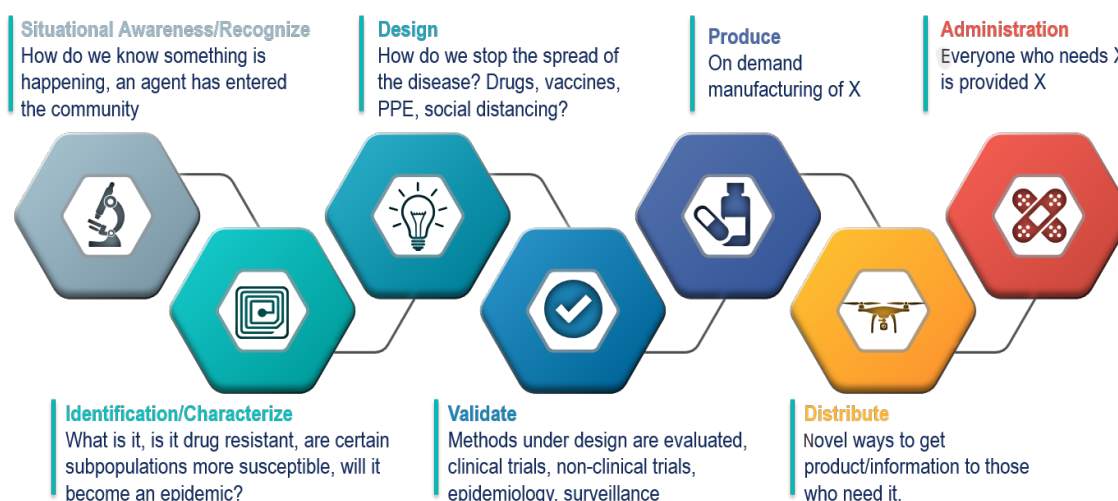 Situational Awareness/Recognize
How do we know something is
happening, an agent has entered
the community
Design
How do we stop the spread of
the disease? Drugs, vaccines,
PPE, social distancing?
Produce
On demand
manufacturing of X
Administration
Everyone who needs X
is provided X
Identification/Characterize
What is it, is it drug resistant, are certain
subpopulations more susceptible, will it
become an epidemic?
Validate
Methods under design are evaluated,
clinical trials, non-clinical trials,
epidemiology, surveillance
Distribute
Novel ways to get
product/information to those
who need it.